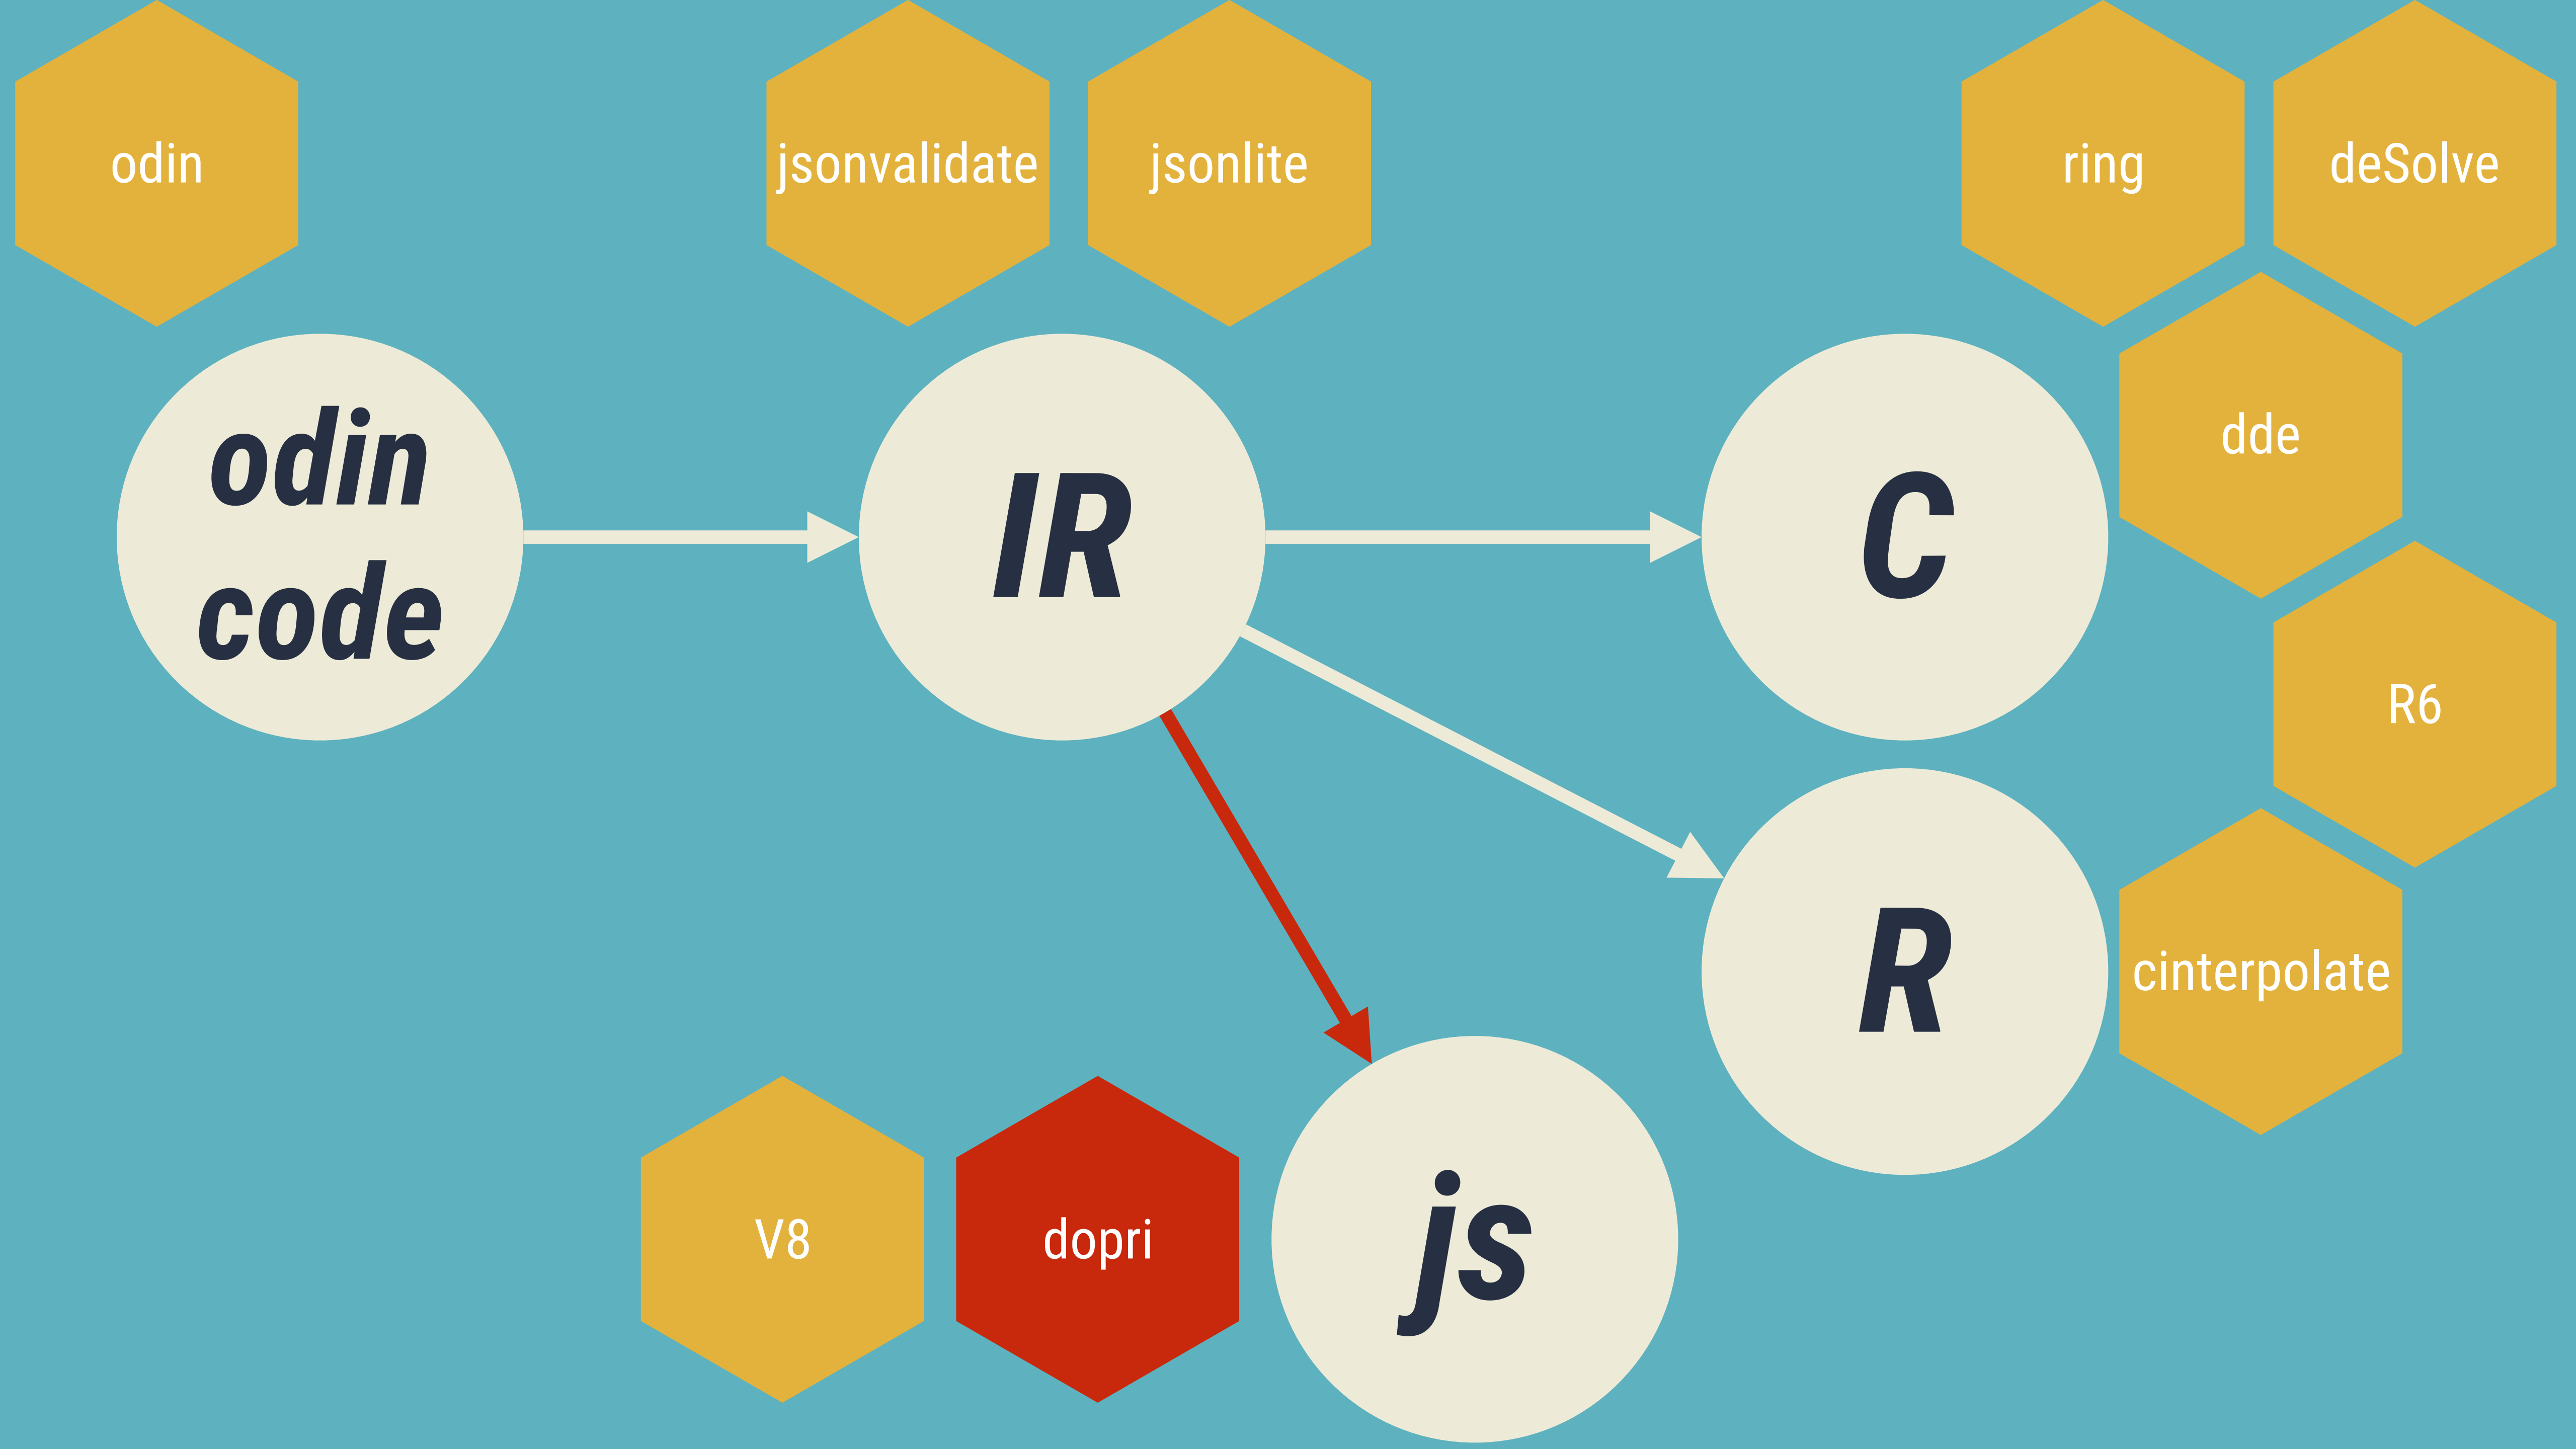 odin
jsonvalidate
jsonlite
ring
deSolve
dde
odin
code
IR
C
R6
R
cinterpolate
V8
dopri
js